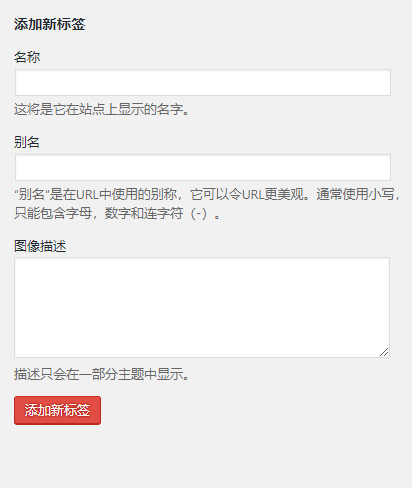 添加新标签
名称
这将是它在站点上显示的名字。
别名
“别名”是在URL中使用的别称，它可以令URL更美观。通常使用小写，
只能包含字母，数字和连字符（-）。
图像描述
描述只会在一部分主题中显示。
添加新标签